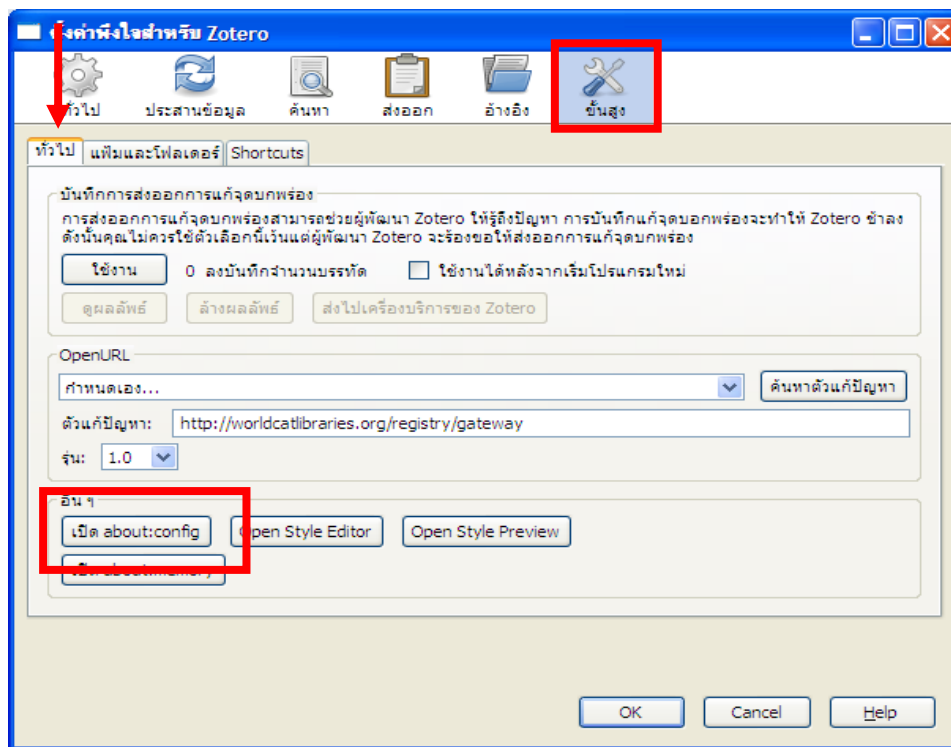 ตั้งค่าพึงใจสำหรับ Zotero
ทั่วไป ประสานข้อมูล ค้นหา ส่งออก อ้างอิง ขั้นสูง
ทั่วไป แฟ้มและโฟลเดอร์ Shortcuts
บันทึกการส่งออกการแก้จุดบกพร่อง
การส่งออกการแก้จุดบกพร่องสามารถช่วยผู้พัฒนา Zotero ให้รู้ถึงปัญหา การบันทึกแก้จุดบอกพร่องจะทำให้ Zotero ช้าลง
ดังนั้นคุณไม่ควรใช้ตัวเลือกนี้เว้นแต่ผู้พัฒนา Zotero จะร้องขอให้ส่งออกการแก้จุดบกพร่อง
ใช้งาน 0 ลงบันทึกจำนวนบรรทัด ใช้งานได้หลังจากเริ่มโปรแกรมใหม่
ดูผลลัพธ์ ล้างผลลัพธ์ ส่งไปเครื่องบริการของ Zotero
OpenURL
กำหนดเอง... ค้นหาตัวแก้ปัญหา
ตัวแก้ปัญหา: http://worldcatlibraries.org/registry/gateway
รุ่น: 1.0
อื่น ๆ
เปิด about:config Open Style Editor Open Style Preview
เปิด about:memory
OK Cancel Help